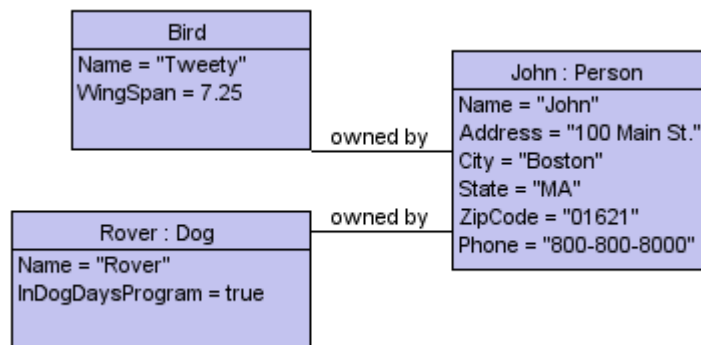 Bird
Name = "Tweety"
WingSpan = 7.25
owned by
John : Person
Name = "John"
Address = "100 Main St."
City = "Boston"
State = "MA"
ZipCode = "01621"
Phone = "800-800-8000"
owned by
Rover : Dog
Name = "Rover"
InDogDaysProgram = true